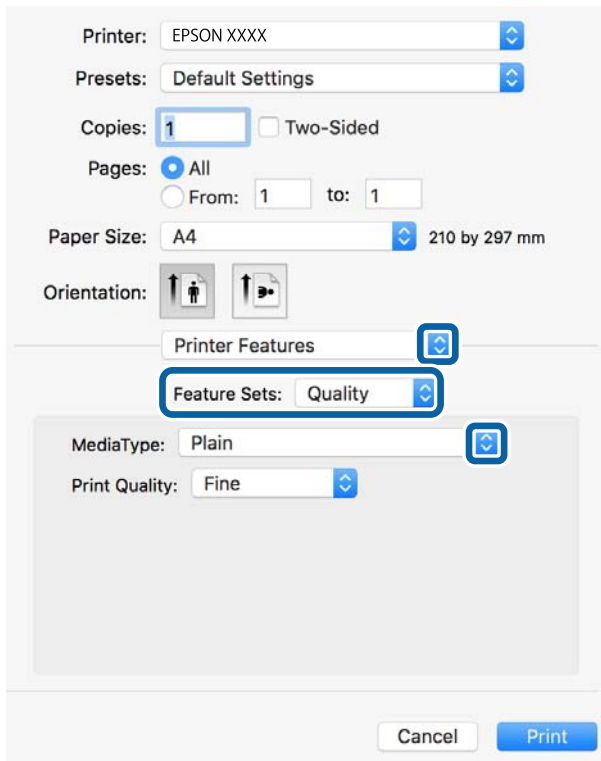 Printer: EPSON XXXX
Presets: Default Settings
Copies: 1 Two-Sided
Pages: All
From: 1 to: 1
Paper Size: A4 210 by 297 mm
Orientation:
Printer Features
Feature Sets: Quality
MediaType: Plain
Print Quality: Fine
Cancel Print